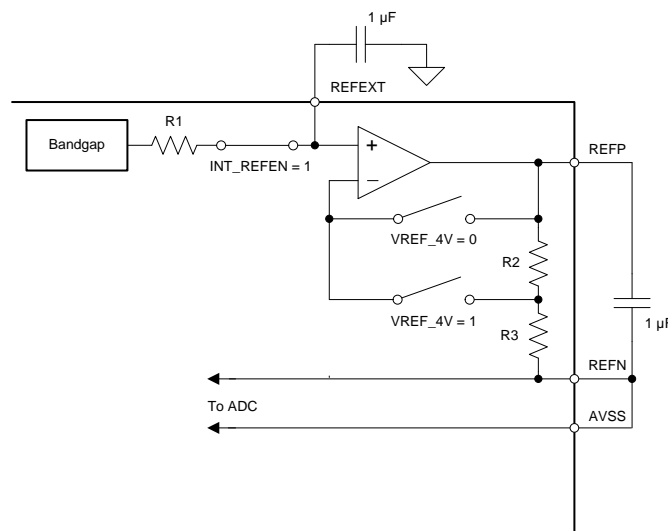 1 µF
REFEXT
R1
Bandgap
INT_REFEN = 1
REFP
VREF_4V = 0
R2
VREF_4V = 1
1 µF
R3
REFN
To ADC
AVSS